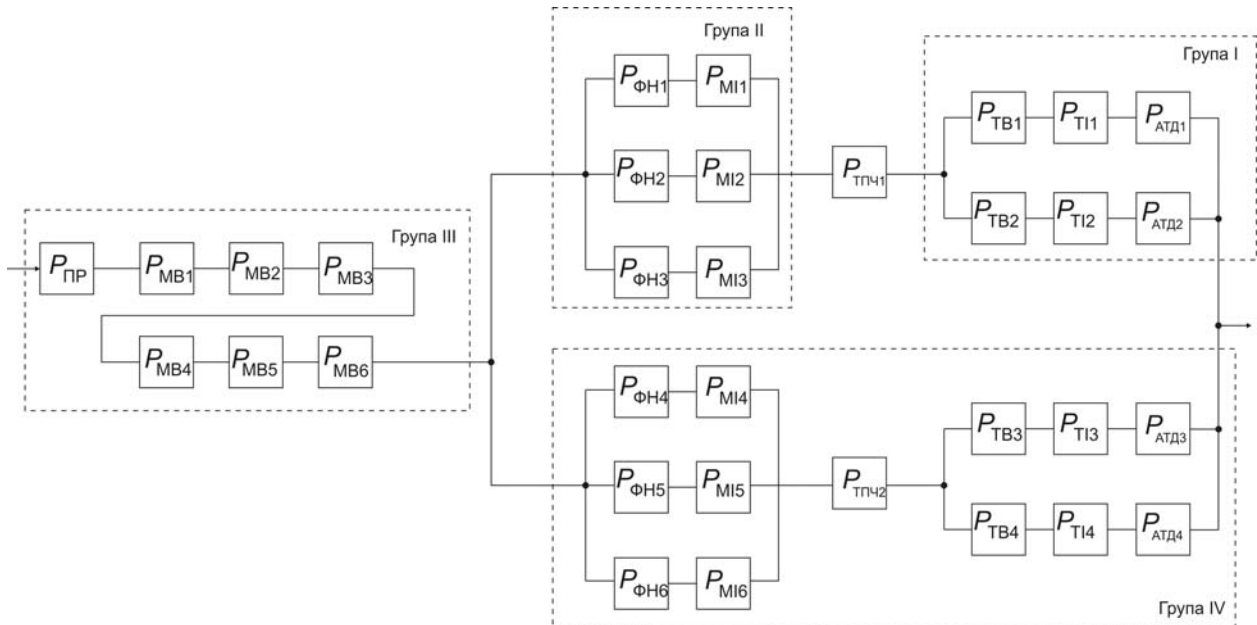 Група II
Група I
PФН1 PМІ1
PТВ1 PТІ1 PАТД1
PФН2 PМІ2 PТПЧ1
PТВ2 PТІ2 PАТД2
Група III
PПР PМВ1 PМВ2 PМВ3
PФН3 PМІ3
PМВ4 PМВ5 PМВ6
PФН4 PМІ4
PТВ3 PТІ3 PАТД3
PФН5 PМІ5 PТПЧ2
PТВ4 PТІ4 PАТД4
PФН6 PМІ6
Група IV